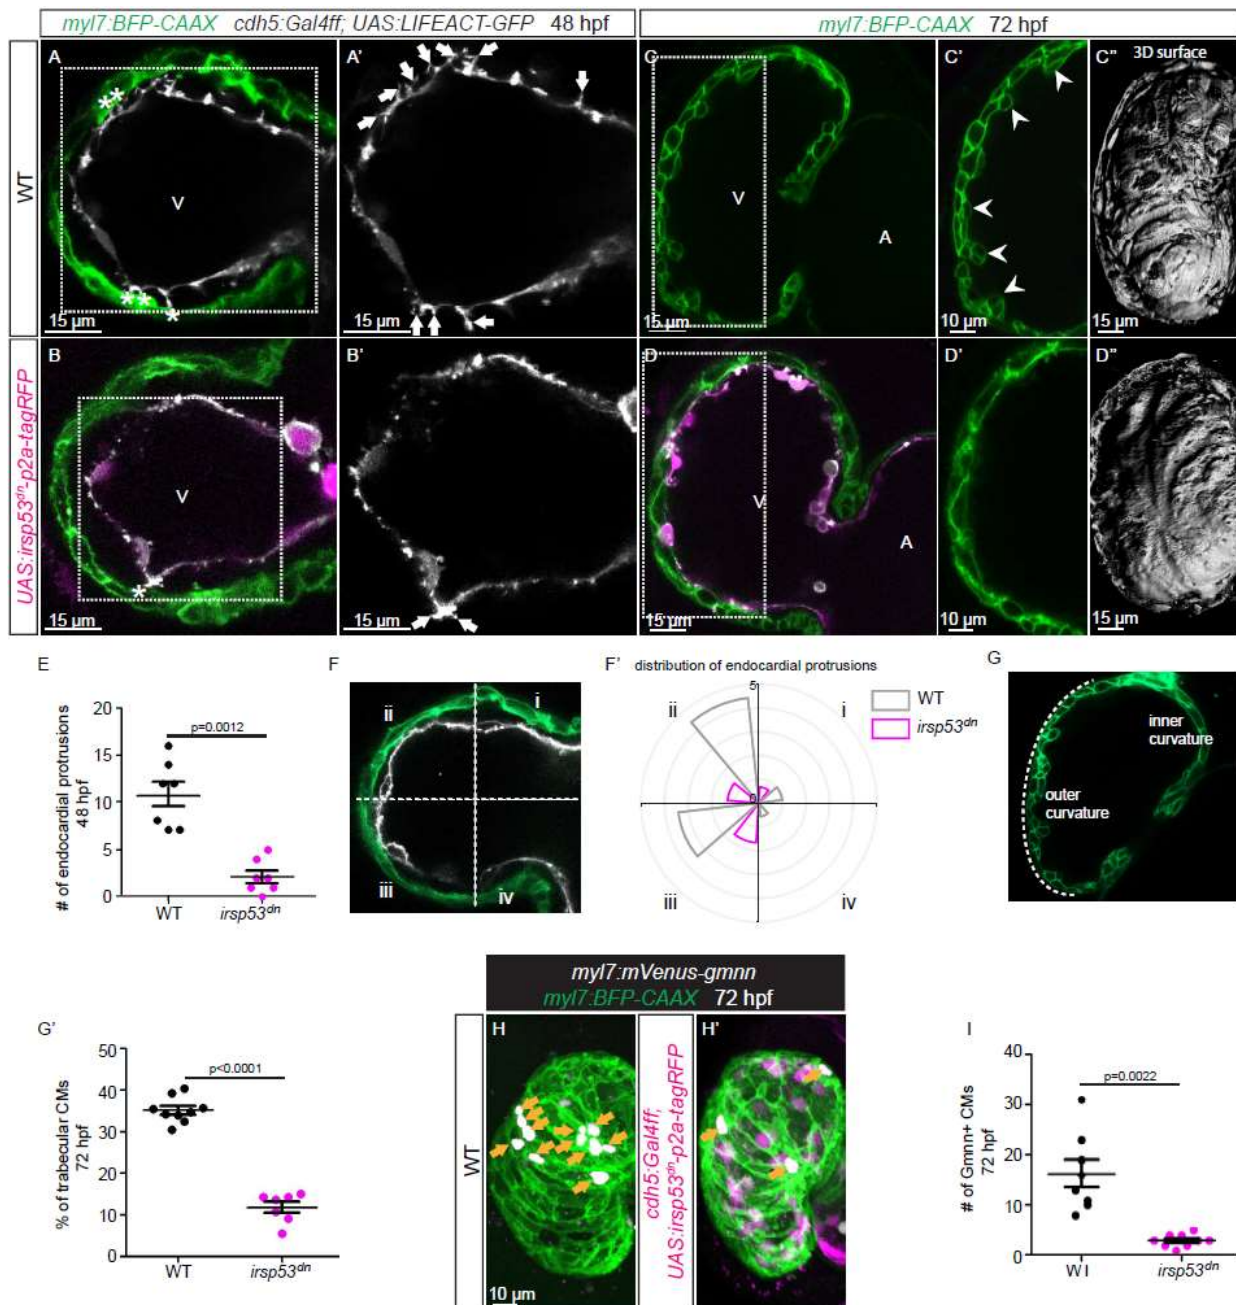 myl7:BFP-CAAX cdh5:Gal4ff; UAS:LIFEACT-GFP 48 hpf
myl7:BFP-CAAX 72 hpf
WT
A
**
V
**
*
15 µm
A'
15 µm
C
V
A
15 µm
C'
10 µm
C"
3D surface
15 µm
UAS:irsp53dn-p2a-tagRFP
B
V
*
15 µm
B'
15 µm
D
V
A
15 µm
D'
10 µm
D"
15 µm
E
# of endocardial protrusions
48 hpf
20
15
10
5
0
p=0.0012
WT
irsp53dn
F
i
ii
iii
iv
F'
distribution of endocardial protrusions
5
0
i
ii
iii
iv
WT
irsp53dn
G
inner
curvature
outer
curvature
G'
% of trabecular CMs
72 hpf
50
40
30
20
10
0
p<0.0001
WT
irsp53dn
myl7:mVenus-gmnn
myl7:BFP-CAAX 72 hpf
WT
H
10 µm
cdh5:Gal4ff;
UAS:irsp53dn-p2a-tagRFP
H'
I
# of Gmnn+ CMs
72 hpf
40
30
20
10
0
p=0.0022
WT
irsp53dn